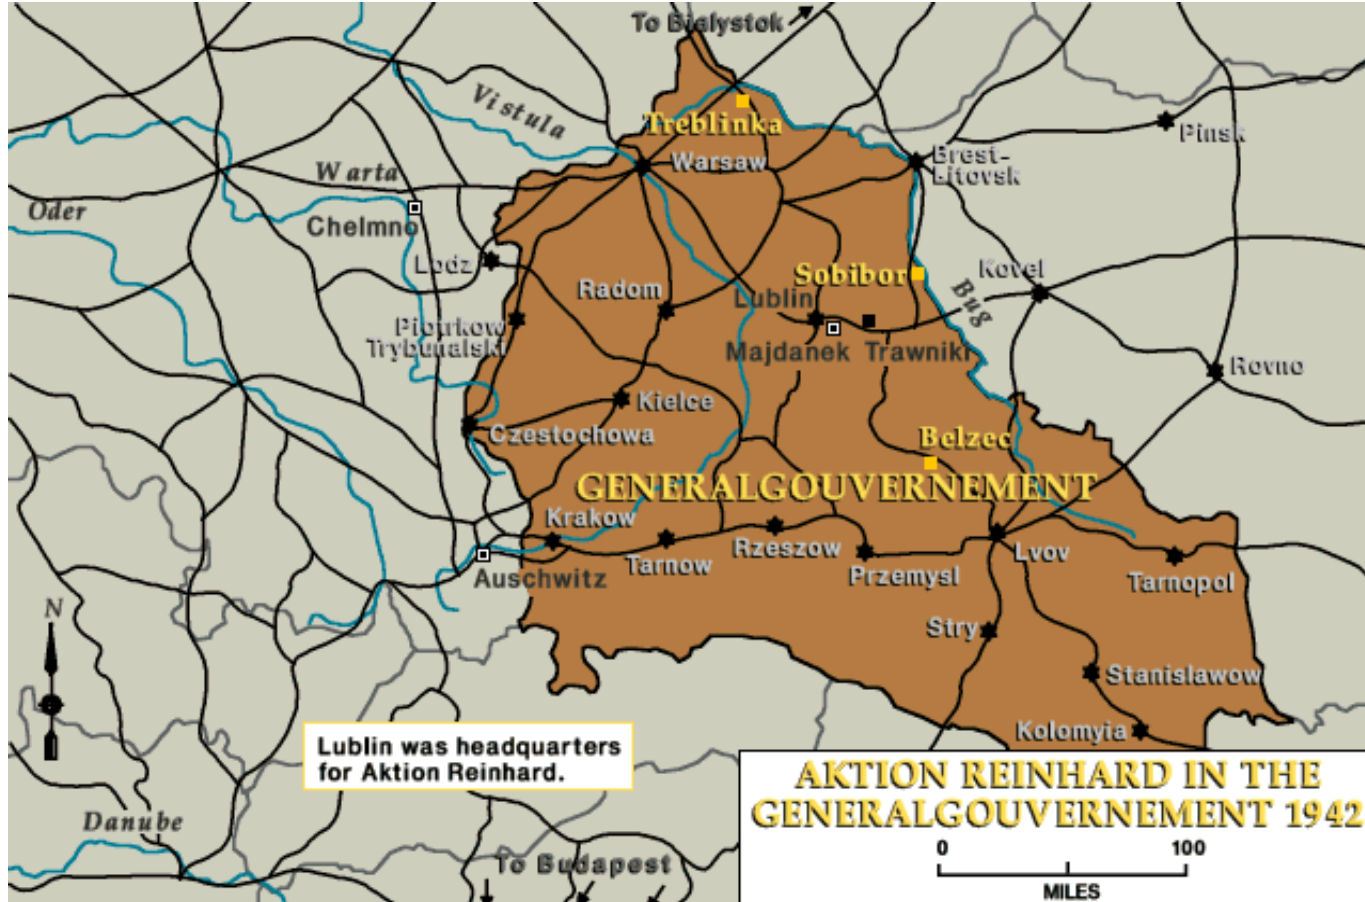 To Bialystok
Vistula
Treblinka
Pinsk
Warsaw
Brest-
Litovsk
Warta
Oder
Chelmno
Lodz
Sobibor
Kovel
Radom
Lublin
Bug
Piotrkow
Trybunalski
Majdanek
Trawniki
Rovno
Kielce
Czestochowa
Belzec
GENERALGOUVERNEMENT
Krakow
Tarnow
Rzeszow
Przemysl
Lvov
Tarnopol
Auschwitz
N
Stry
Stanislawow
Kolomyia
Lublin was headquarters
for Aktion Reinhard.
Danube
To Budapest
AKTION REINHARD IN THE
GENERALGOUVERNEMENT 1942
0 100
MILES